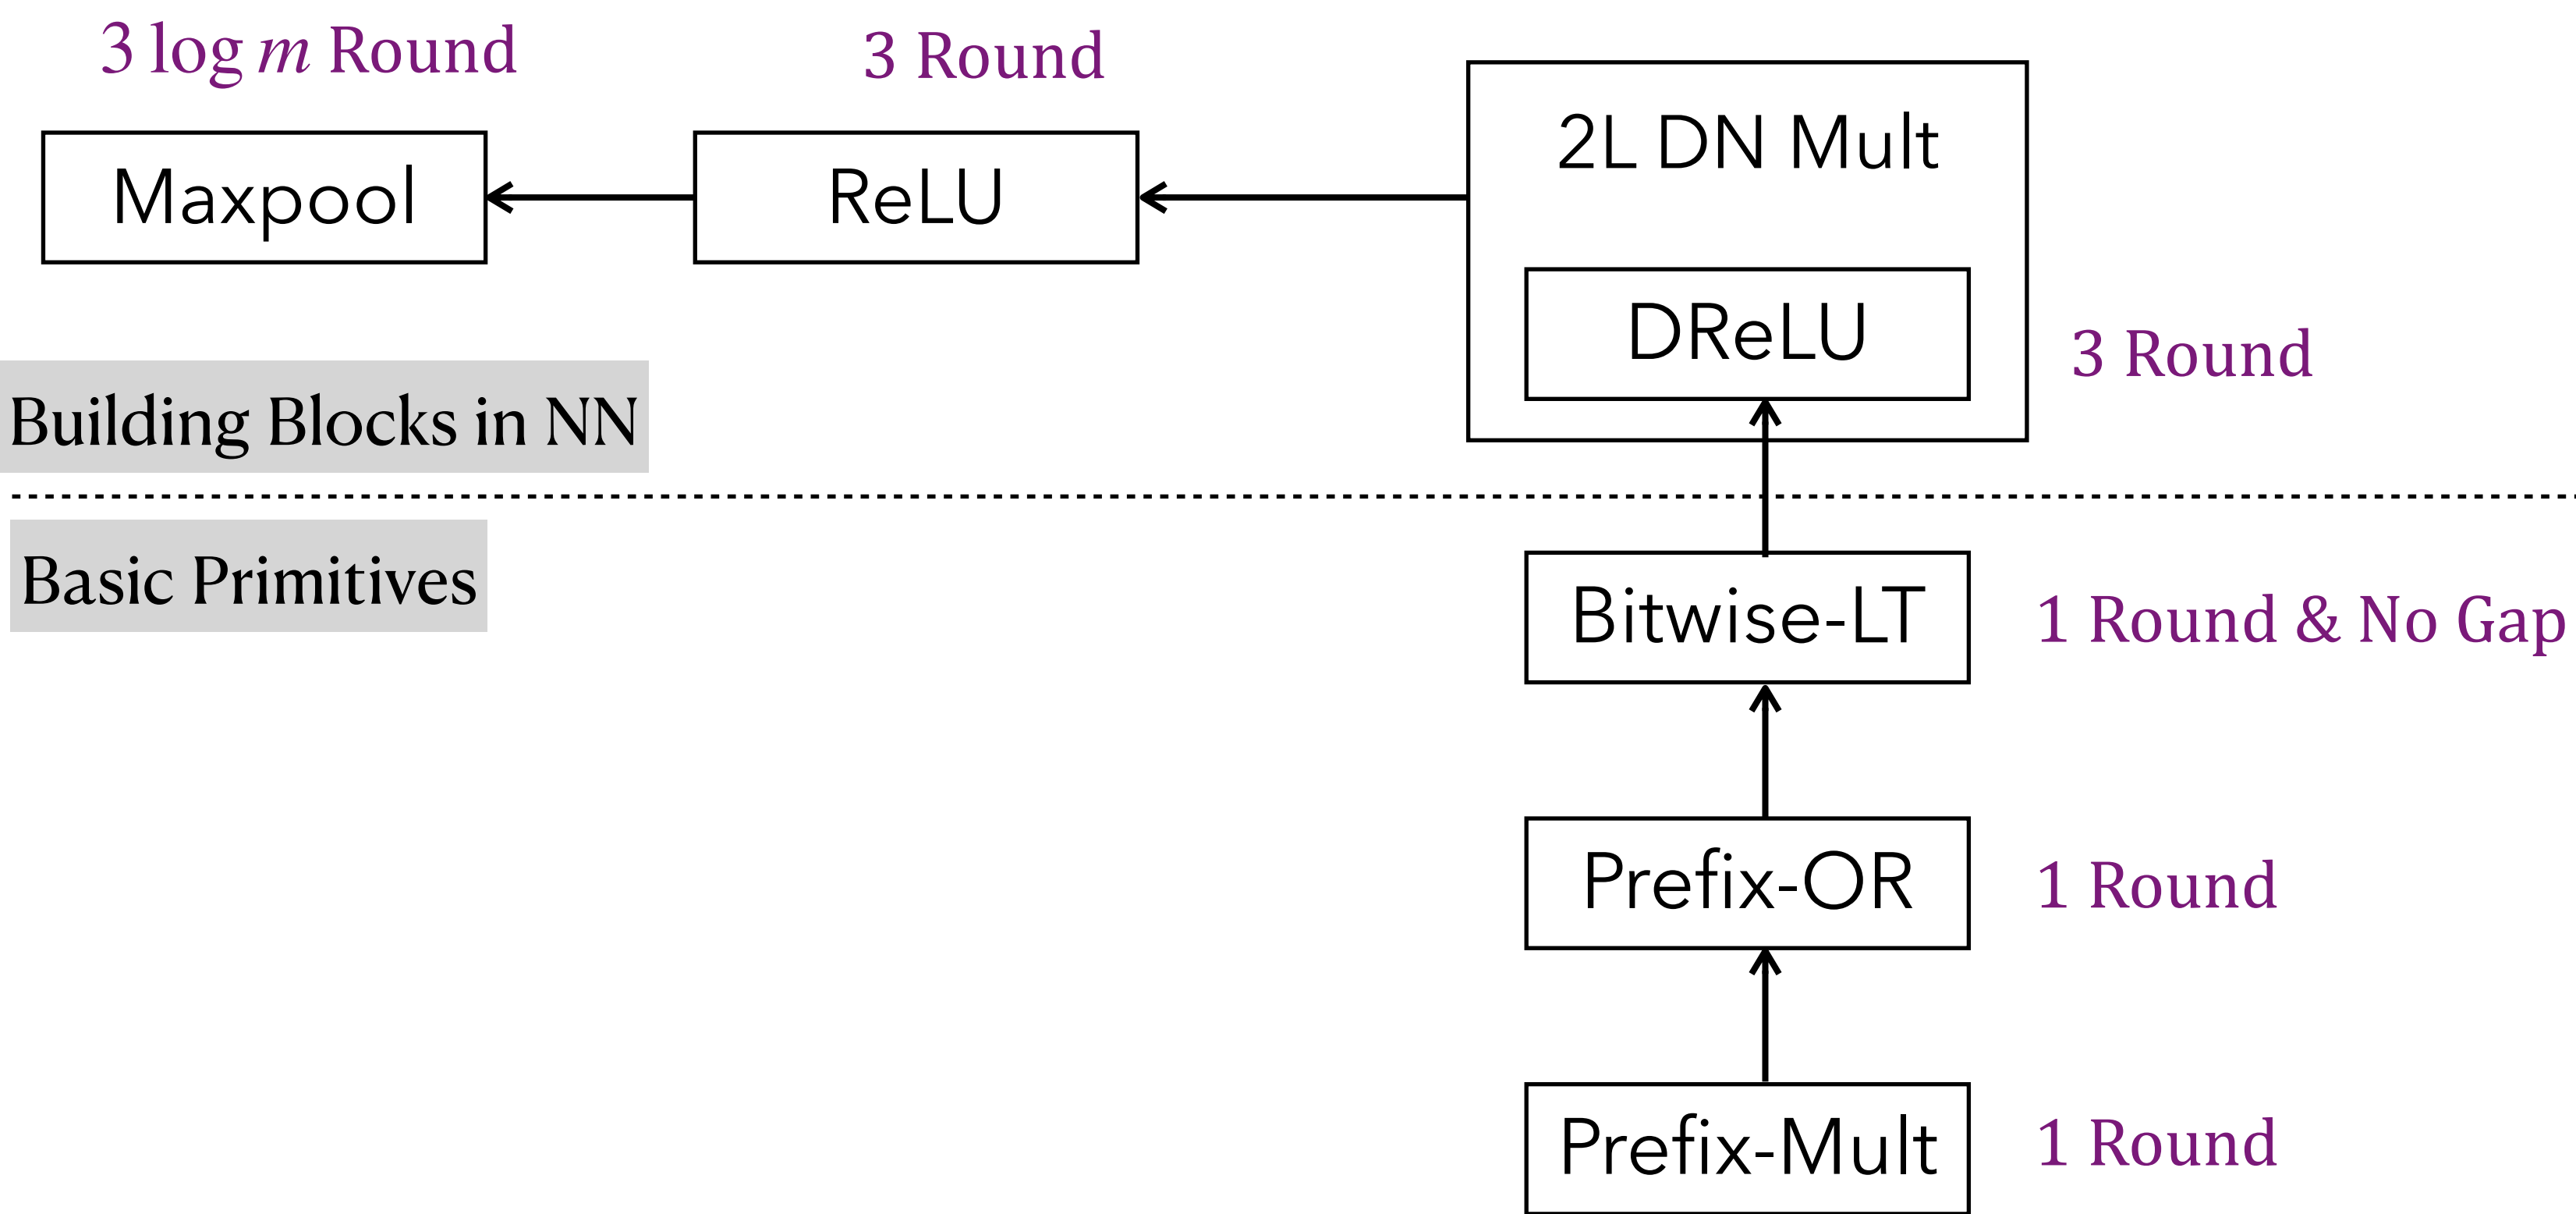 3 log m Round
3 Round
Maxpool
ReLU
2L DN Mult
DReLU
3 Round
Building Blocks in NN
Basic Primitives
Bitwise-LT
1 Round & No Gap
Prefix-OR
1 Round
Prefix-Mult
1 Round